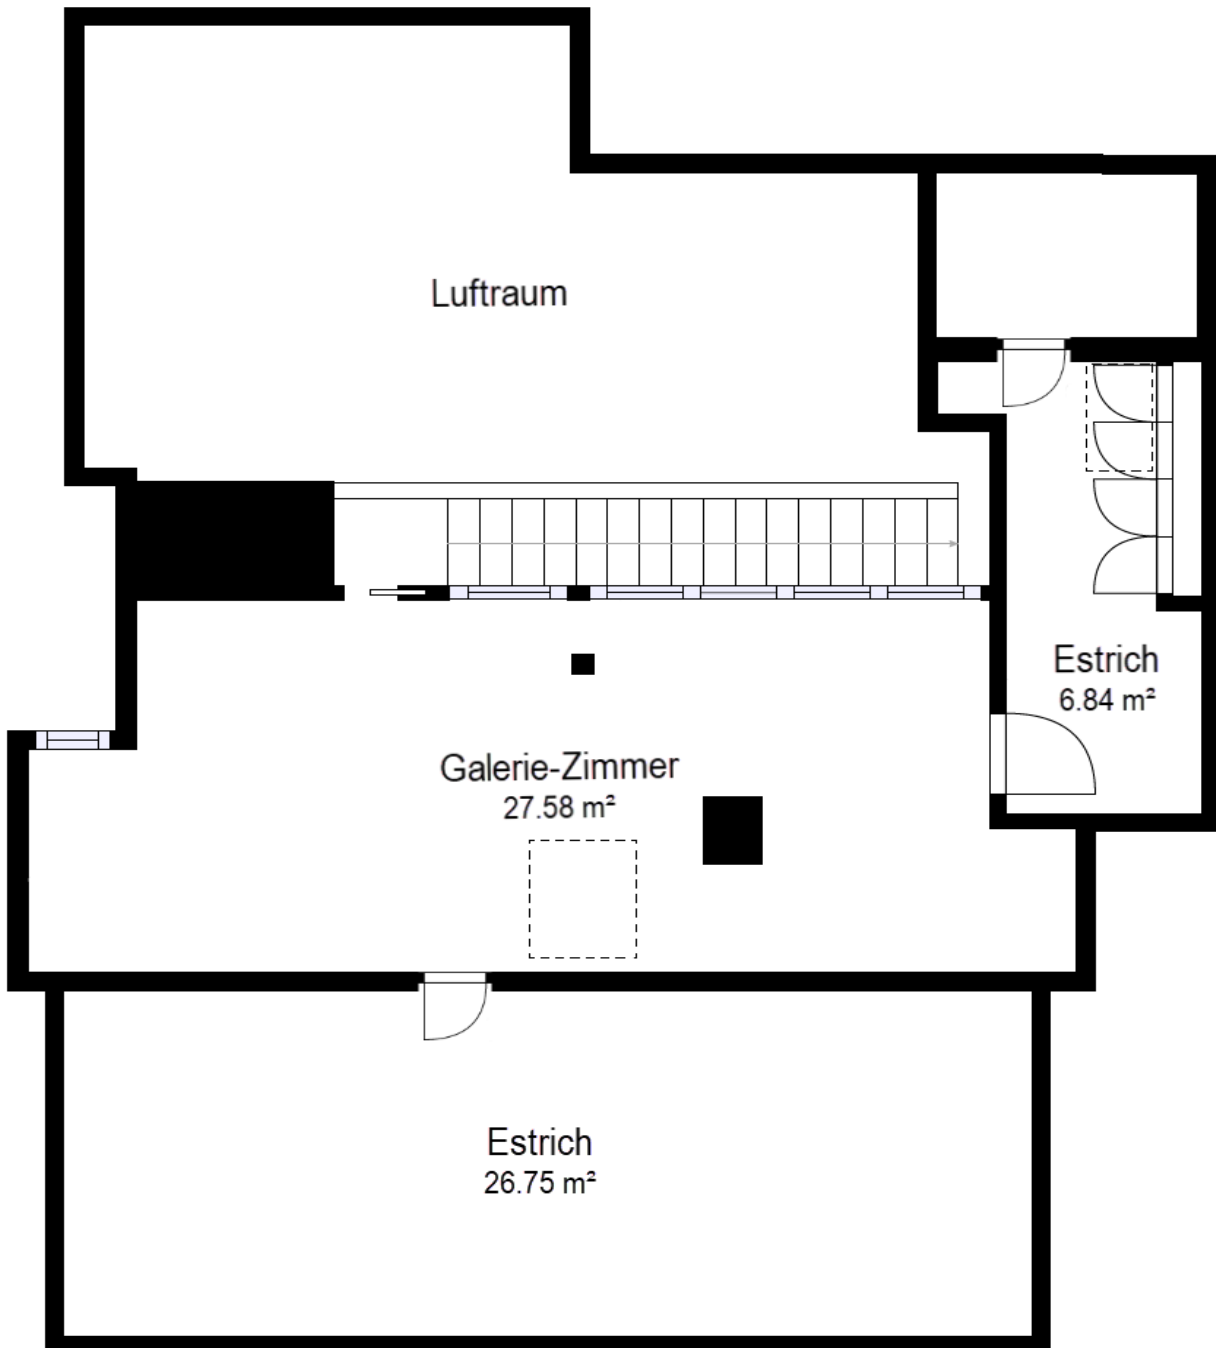 Luftraum
Estrich
6.84 m²
Galerie-Zimmer
27.58 m²
Estrich
26.75 m²